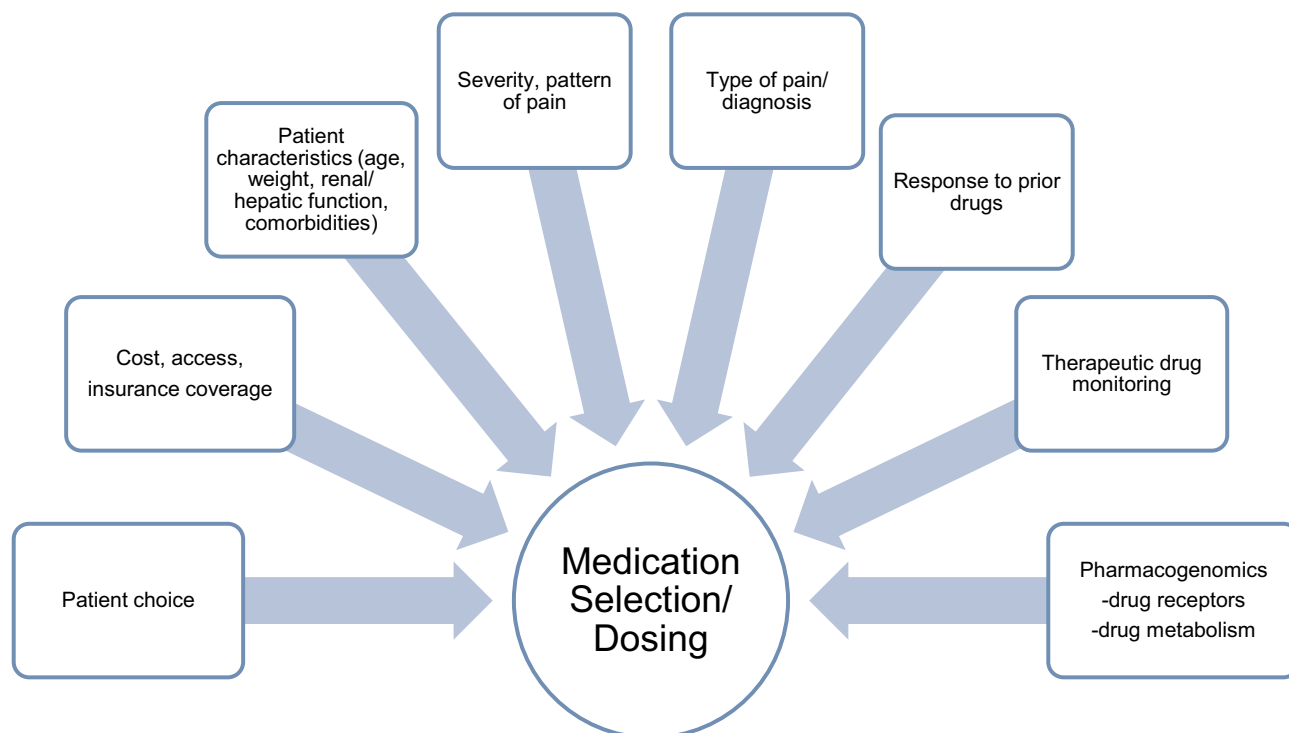 Severity, pattern
of pain
Type of pain/
diagnosis
Patient
characteristics (age,
weight, renal/
hepatic function,
comorbidities)
Response to prior
drugs
Cost, access,
insurance coverage
Therapeutic drug
monitoring
Patient choice
Medication
Selection/
Dosing
Pharmacogenomics
-drug receptors
-drug metabolism